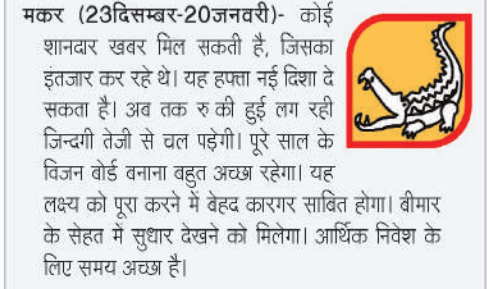 मकर (23दिसम्बर-20जनवरी)- कोई
शानदार खबर मिल सकती है, जिसका
इंतजार कर रहे थे। यह हफ्ता नई दिशा दे
सकता है। अब तक रु की हुई लग रही
जिन्दगी तेजी से चल पड़ेगी। पूरे साल के
विजन बोर्ड बनाना बहुत अच्छा रहेगा। यह
लक्ष्य को पूरा करने में बेहद कारगर साबित होगा। बीमार
के सेहत में सुधार देखने को मिलेगा। आर्थिक निवेश के
लिए समय अच्छा है।